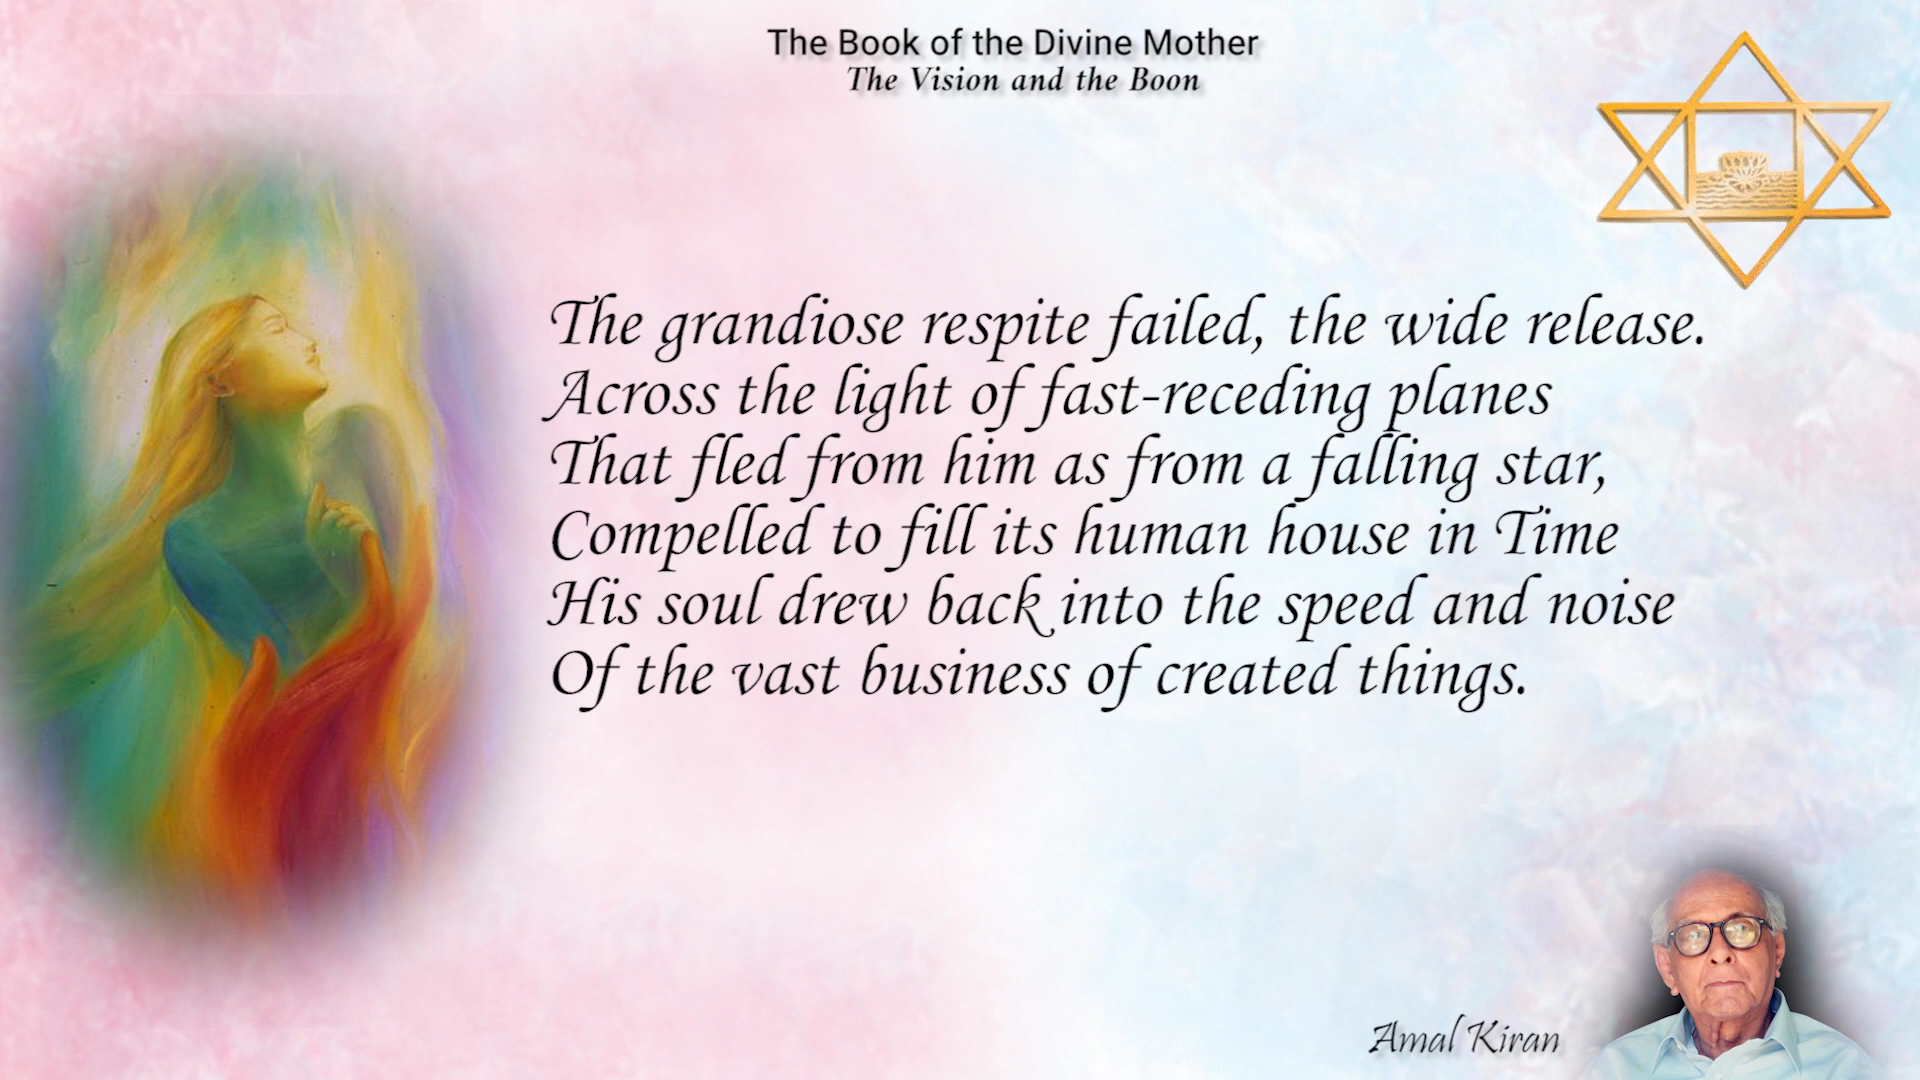 The Book of the Divine Mother
The Vision and the Boon
The grandiose respite failed, the wide release.
Across the light of fast-receding planes
That fled from him as from a falling star,
Compelled to fill its human house in Time
His soul drew back into the speed and noise
Of the vast business of created things.
Amal Kiran